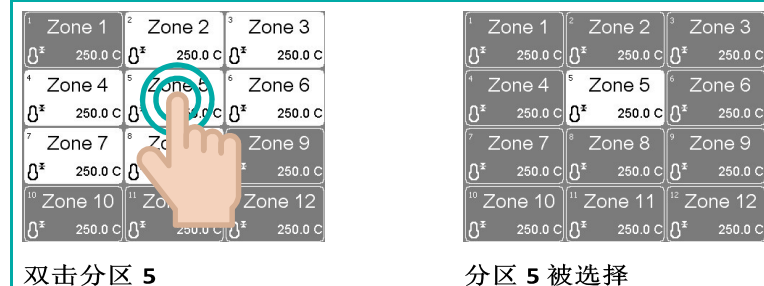 Zone 1 2 Zone 2 3 Zone 3
250.0 C 250.0 C 250.0 C
4 Zone 4 5 Zone 5 6 Zone 6
250.0 C 250.0 C
7 Zone 7 8 Zone 9
250.0 C 250.0 C
10 Zone 10 11 Zone 12
250.0 C 250.0 C 250.0 C
双击分区 5
1 Zone 1 2 Zone 2 3 Zone 3
250.0 C 250.0 C 250.0 C
4 Zone 4 5 Zone 5 6 Zone 6
250.0 C 250.0 C 250.0 C
7 Zone 7 8 Zone 8 9 Zone 9
250.0 C 250.0 C 250.0 C
10 Zone 10 11 Zone 11 12 Zone 12
250.0 C 250.0 C 250.0 C
分区 5 被选择